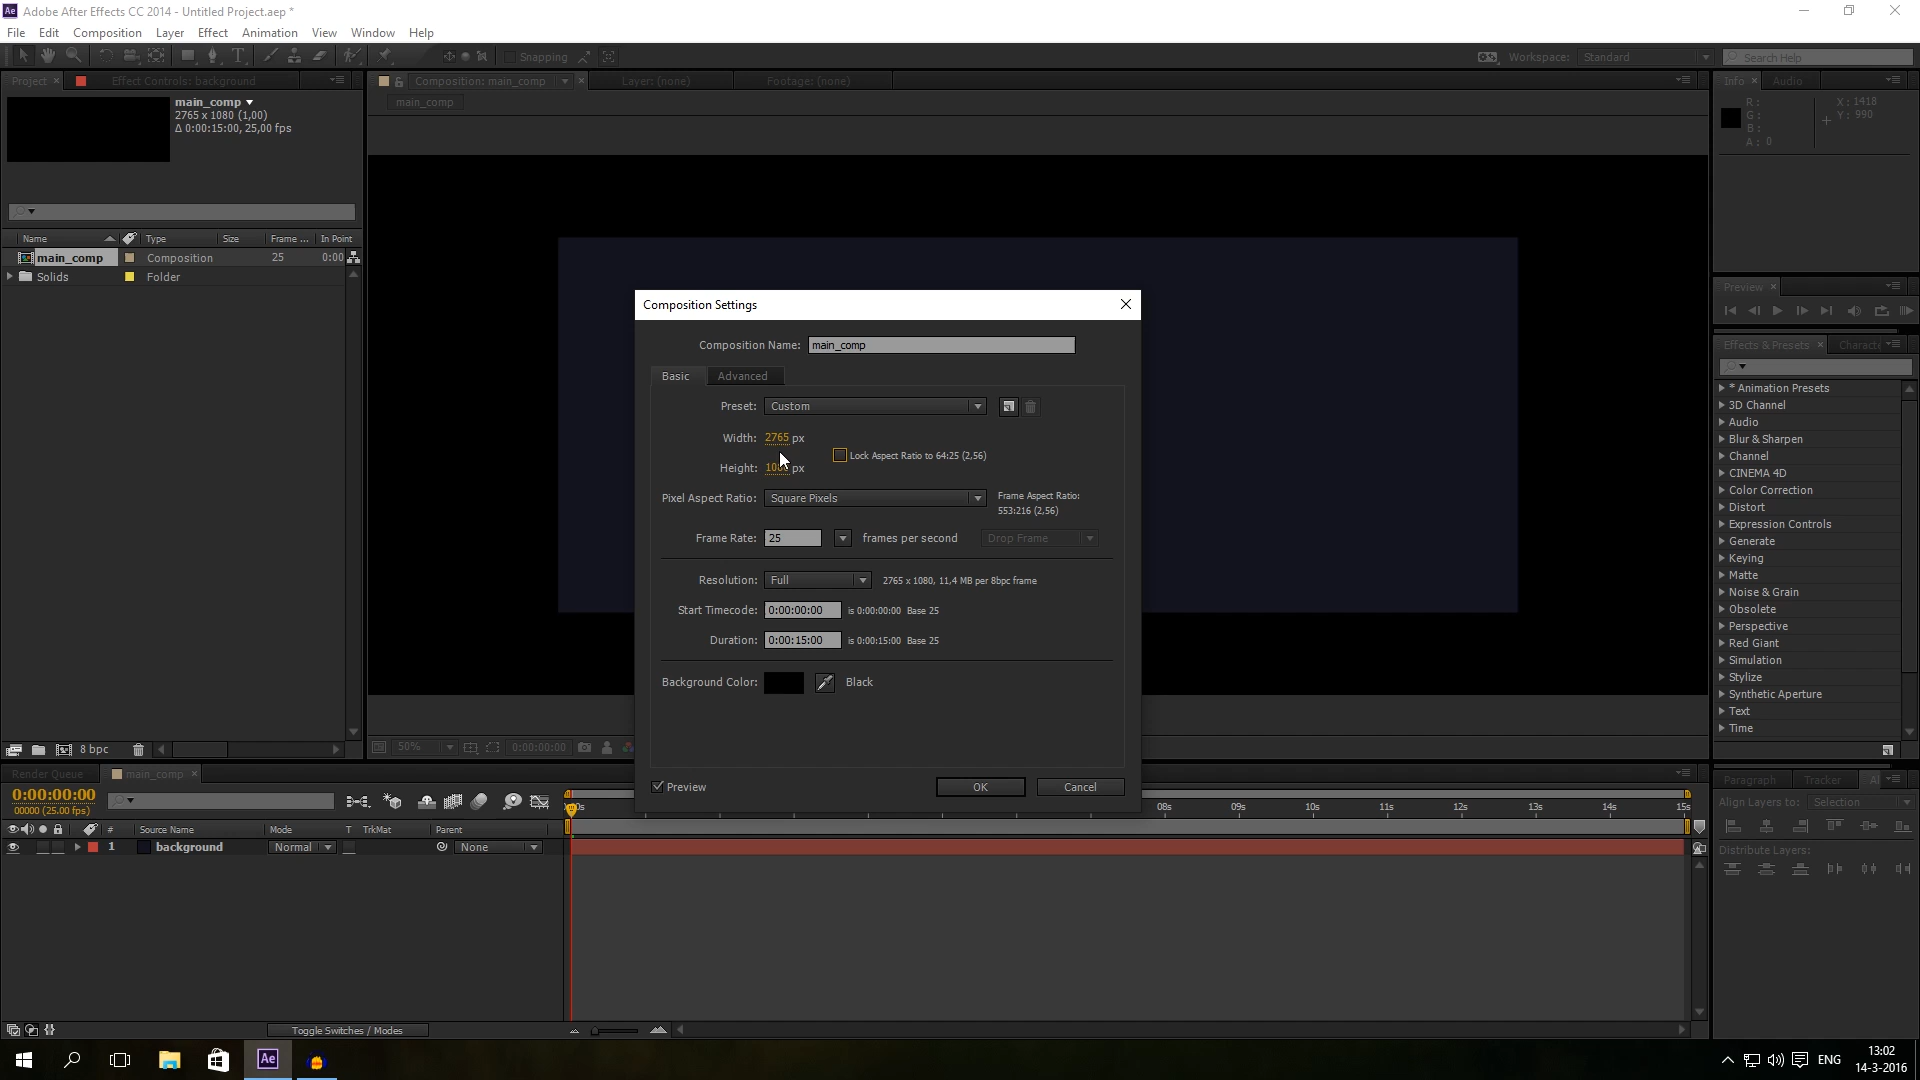 Adobe After Effects CC 2014 - Untitled Project.aep *
File Edit Composition Layer Effect Animation View Window Help
Snapping
Workspace: Standard
Search Help
Project
Effect Controls: background
Composition: main_comp
Layer: (none)
Footage: (none)
Info
Audio
main_comp
2765 x 1080 (1,00)
Δ 0:00:15:00, 25,00 fps
main_comp
R:
G:
B:
A: 0
X: 1418
Y: 990
Name Type Size Frame ... In Point
main_comp Composition 25 0:00
Solids Folder
Preview
Effects & Presets
* Animation Presets
3D Channel
Audio
Blur & Sharpen
Channel
CINEMA 4D
Color Correction
Distort
Expression Controls
Generate
Keying
Matte
Noise & Grain
Obsolete
Perspective
Red Giant
Simulation
Stylize
Synthetic Aperture
Text
Time
Composition Settings
Composition Name: main_comp
Basic Advanced
Preset: Custom
Width: 2765 px
Lock Aspect Ratio to 64:25 (2,56)
Height: px
Pixel Aspect Ratio: Square Pixels
Frame Aspect Ratio:
553:216 (2,56)
Frame Rate: 25 frames per second Drop Frame
Resolution: Full 2765 x 1080, 11,4 MB per 8bpc frame
Start Timecode: 0:00:00:00 is 0:00:00:00 Base 25
Duration: 0:00:15:00 is 0:00:15:00 Base 25
Background Color: Black
Preview OK Cancel
8 bpc
50% 0:00:00:00
Render Queue main_comp
0:00:00:00
00000 (25.00 fps)
08s 09s 10s 11s 12s 13s 14s 15s
# Source Name Mode T TrkMat Parent
1 background Normal None
Paragraph Tracker Al
Align Layers to: Selection
Distribute Layers:
Toggle Switches / Modes
Ae
ENG
13:02
14-3-2016